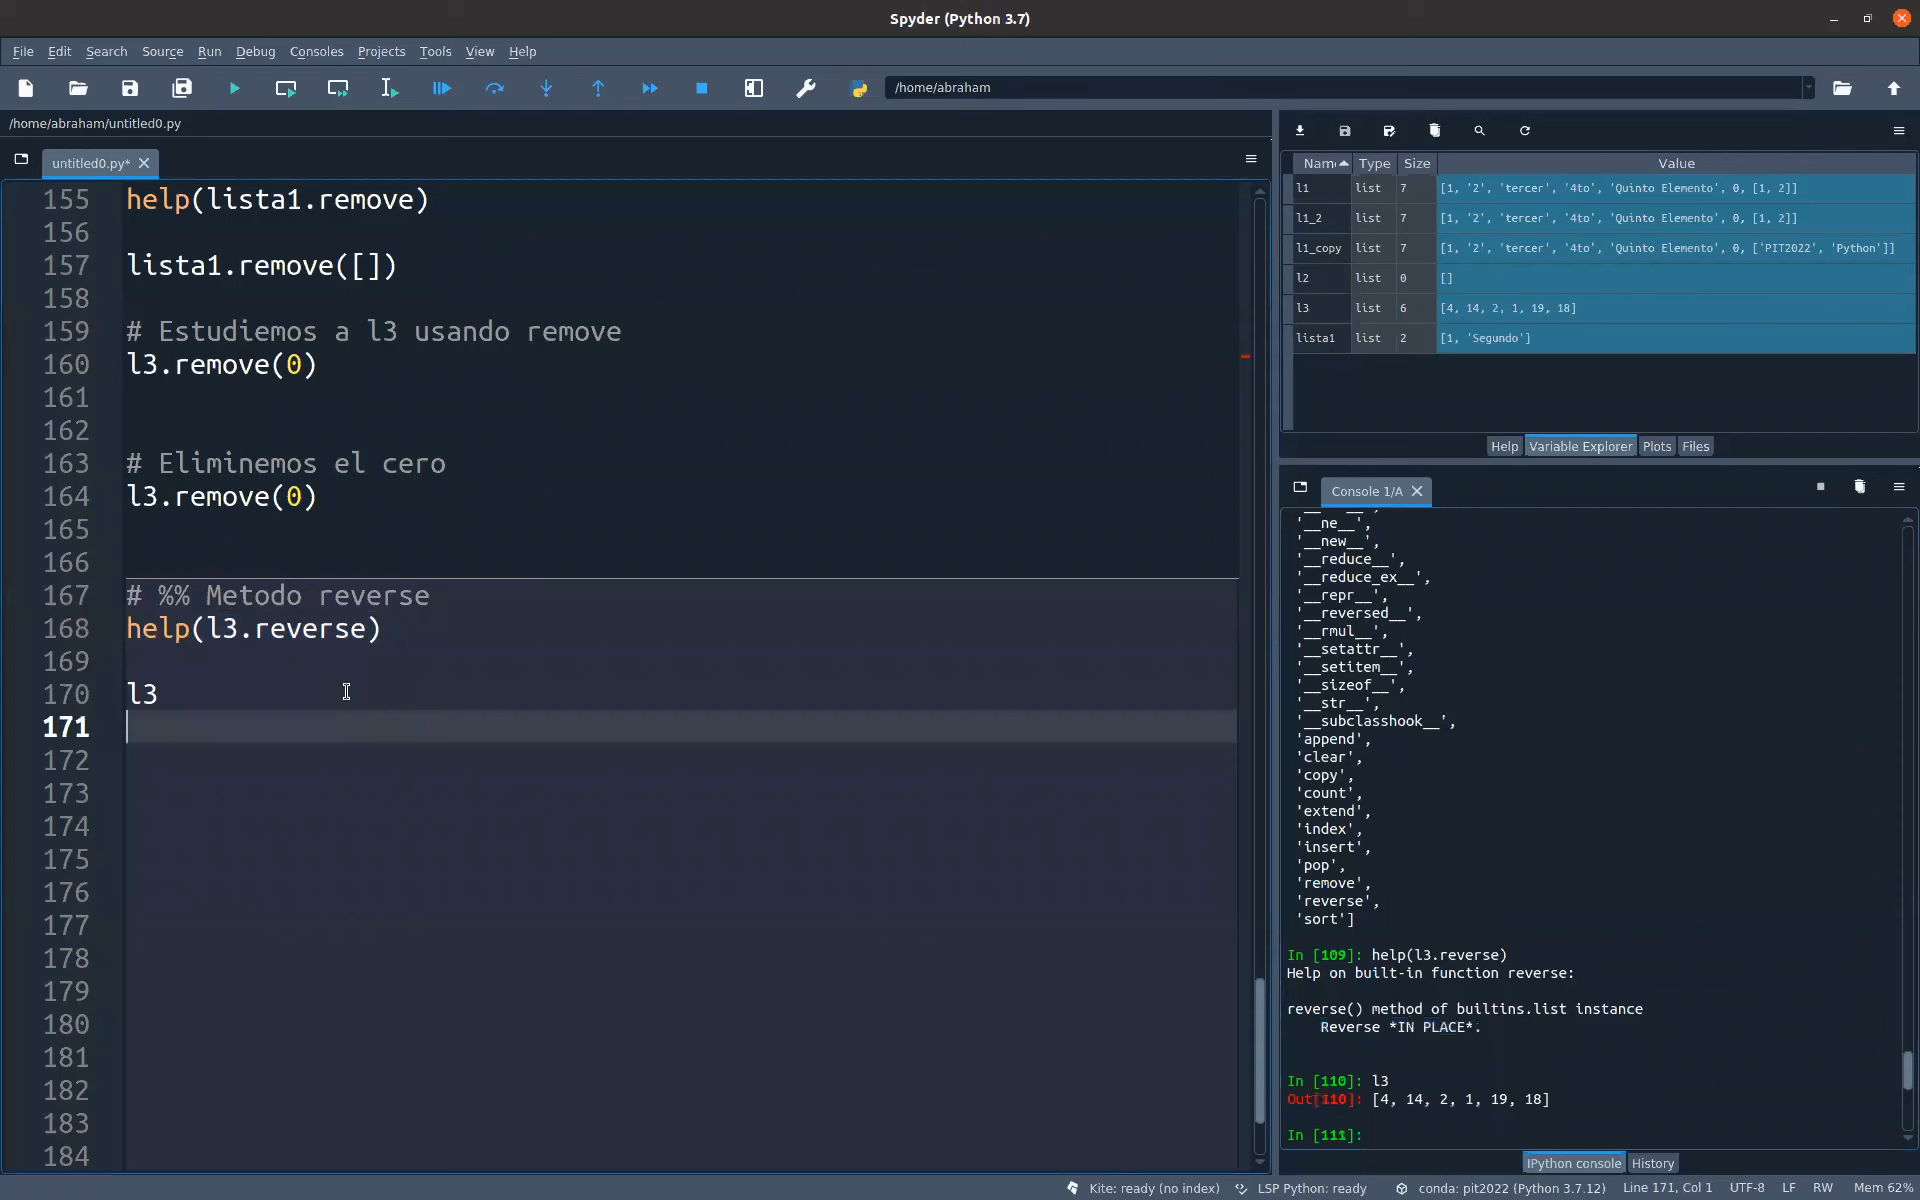 Spyder (Python 3.7)
File Edit Search Source Run Debug Consoles Projects Tools View Help
/home/abraham
/home/abraham/untitled0.py
untitled0.py*
155 help(lista1.remove)
156
157 lista1.remove([])
158
159 # Estudiemos a l3 usando remove
160 l3.remove(0)
161
162
163 # Eliminemos el cero
164 l3.remove(0)
165
166
167 # %% Metodo reverse
168 help(l3.reverse)
169
170 l3
171
172
173
174
175
176
177
178
179
180
181
182
183
184
Name Type Size Value
l1 list 7 [1, '2', 'tercer', '4to', 'Quinto Elemento', 0, [1, 2]]
l1_2 list 7 [1, '2', 'tercer', '4to', 'Quinto Elemento', 0, [1, 2]]
l1_copy list 7 [1, '2', 'tercer', '4to', 'Quinto Elemento', 0, ['PIT2022', 'Python']]
l2 list 0 []
l3 list 6 [4, 14, 2, 1, 19, 18]
lista1 list 2 [1, 'Segundo']
Help Variable Explorer Plots Files
Console 1/A
'__ne__',
'__new__',
'__reduce__',
'__reduce_ex__',
'__repr__',
'__reversed__',
'__rmul__',
'__setattr__',
'__setitem__',
'__sizeof__',
'__str__',
'__subclasshook__',
'append',
'clear',
'copy',
'count',
'extend',
'index',
'insert',
'pop',
'remove',
'reverse',
'sort']
In [109]: help(l3.reverse)
Help on built-in function reverse:
reverse() method of builtins.list instance
Reverse *IN PLACE*.
In [110]: l3
Out[110]: [4, 14, 2, 1, 19, 18]
In [111]:
IPython console History
Kite: ready (no index) LSP Python: ready conda: pit2022 (Python 3.7.12) Line 171, Col 1 UTF-8 LF RW Mem 62%